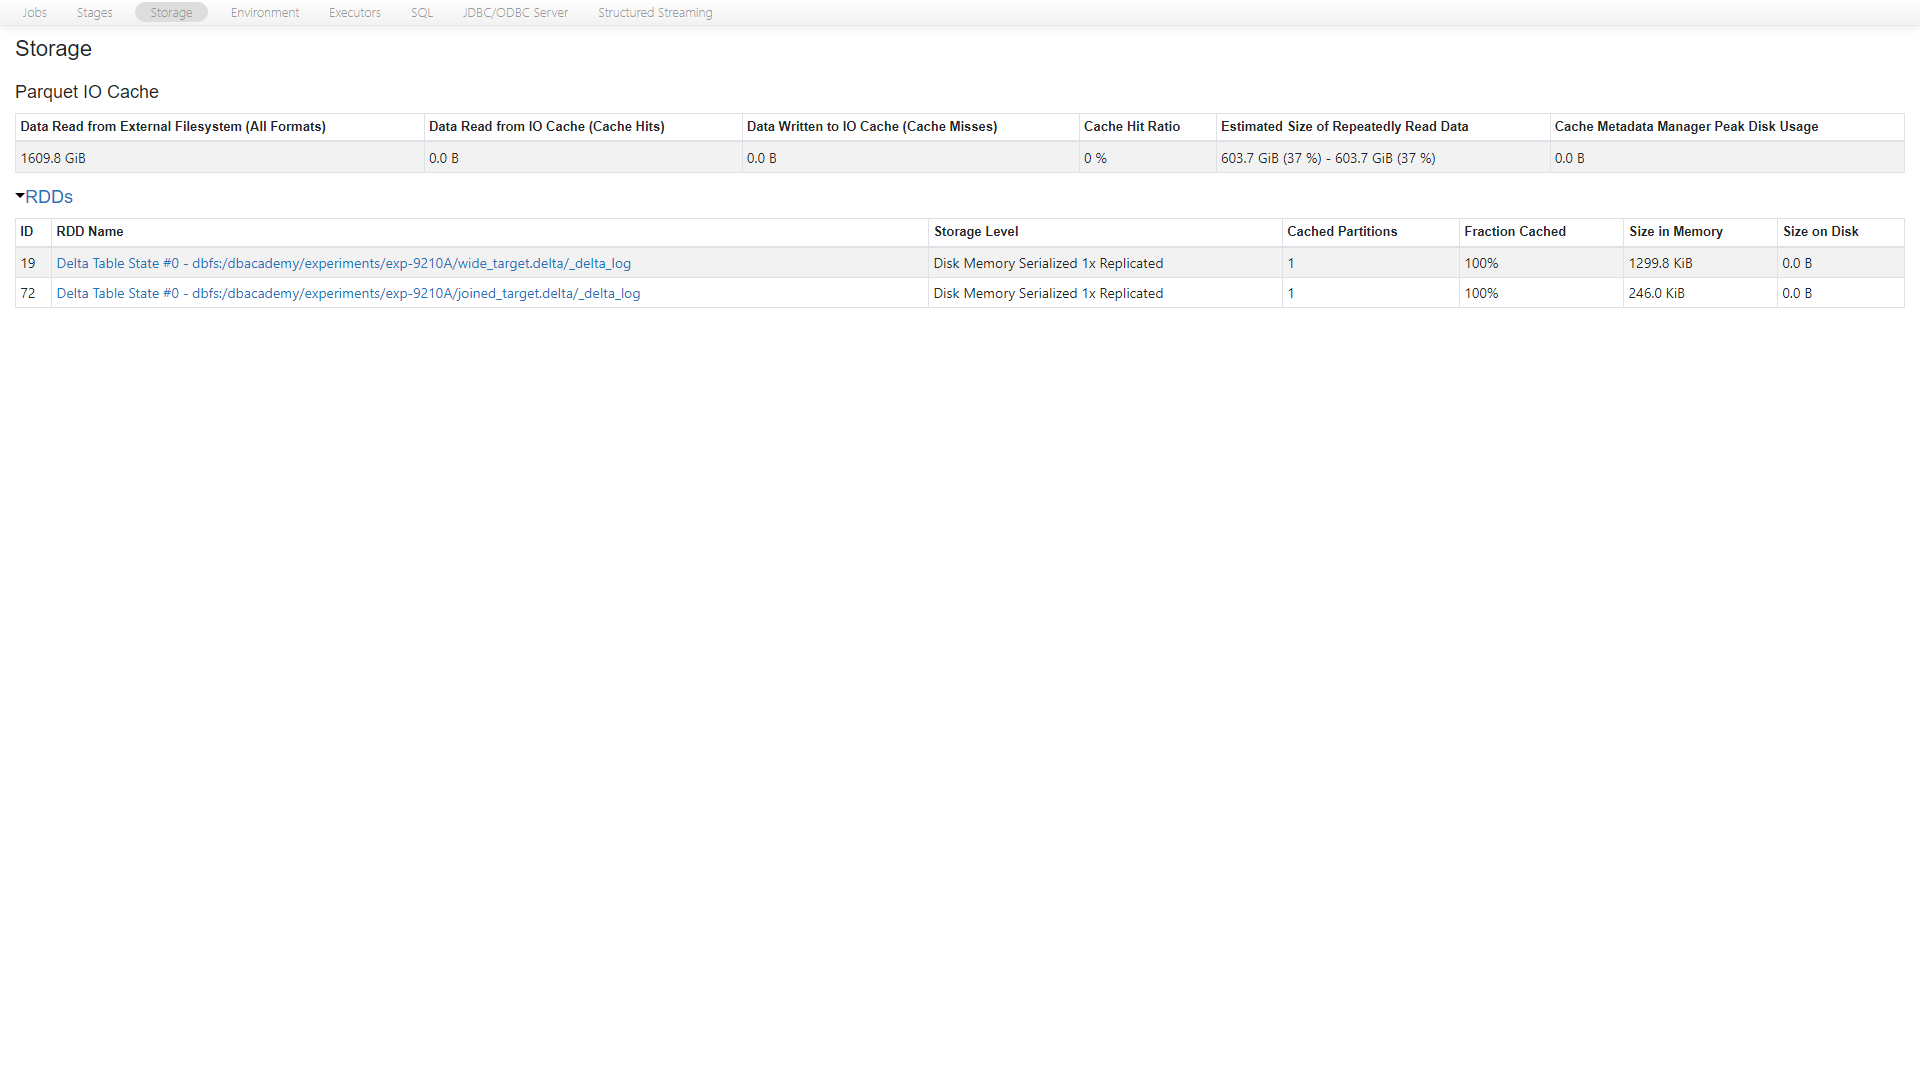 Jobs Stages Storage Environment Executors SQL JDBC/ODBC Server Structured Streaming
Storage
Parquet IO Cache
Data Read from External Filesystem (All Formats) Data Read from IO Cache (Cache Hits) Data Written to IO Cache (Cache Misses) Cache Hit Ratio Estimated Size of Repeatedly Read Data Cache Metadata Manager Peak Disk Usage
1609.8 GiB 0.0 B 0.0 B 0 % 603.7 GiB (37 %) - 603.7 GiB (37 %) 0.0 B
RDDs
ID RDD Name Storage Level Cached Partitions Fraction Cached Size in Memory Size on Disk
19 Delta Table State #0 - dbfs:/dbacademy/experiments/exp-9210A/wide_target.delta/_delta_log Disk Memory Serialized 1x Replicated 1 100% 1299.8 KiB 0.0 B
72 Delta Table State #0 - dbfs:/dbacademy/experiments/exp-9210A/joined_target.delta/_delta_log Disk Memory Serialized 1x Replicated 1 100% 246.0 KiB 0.0 B